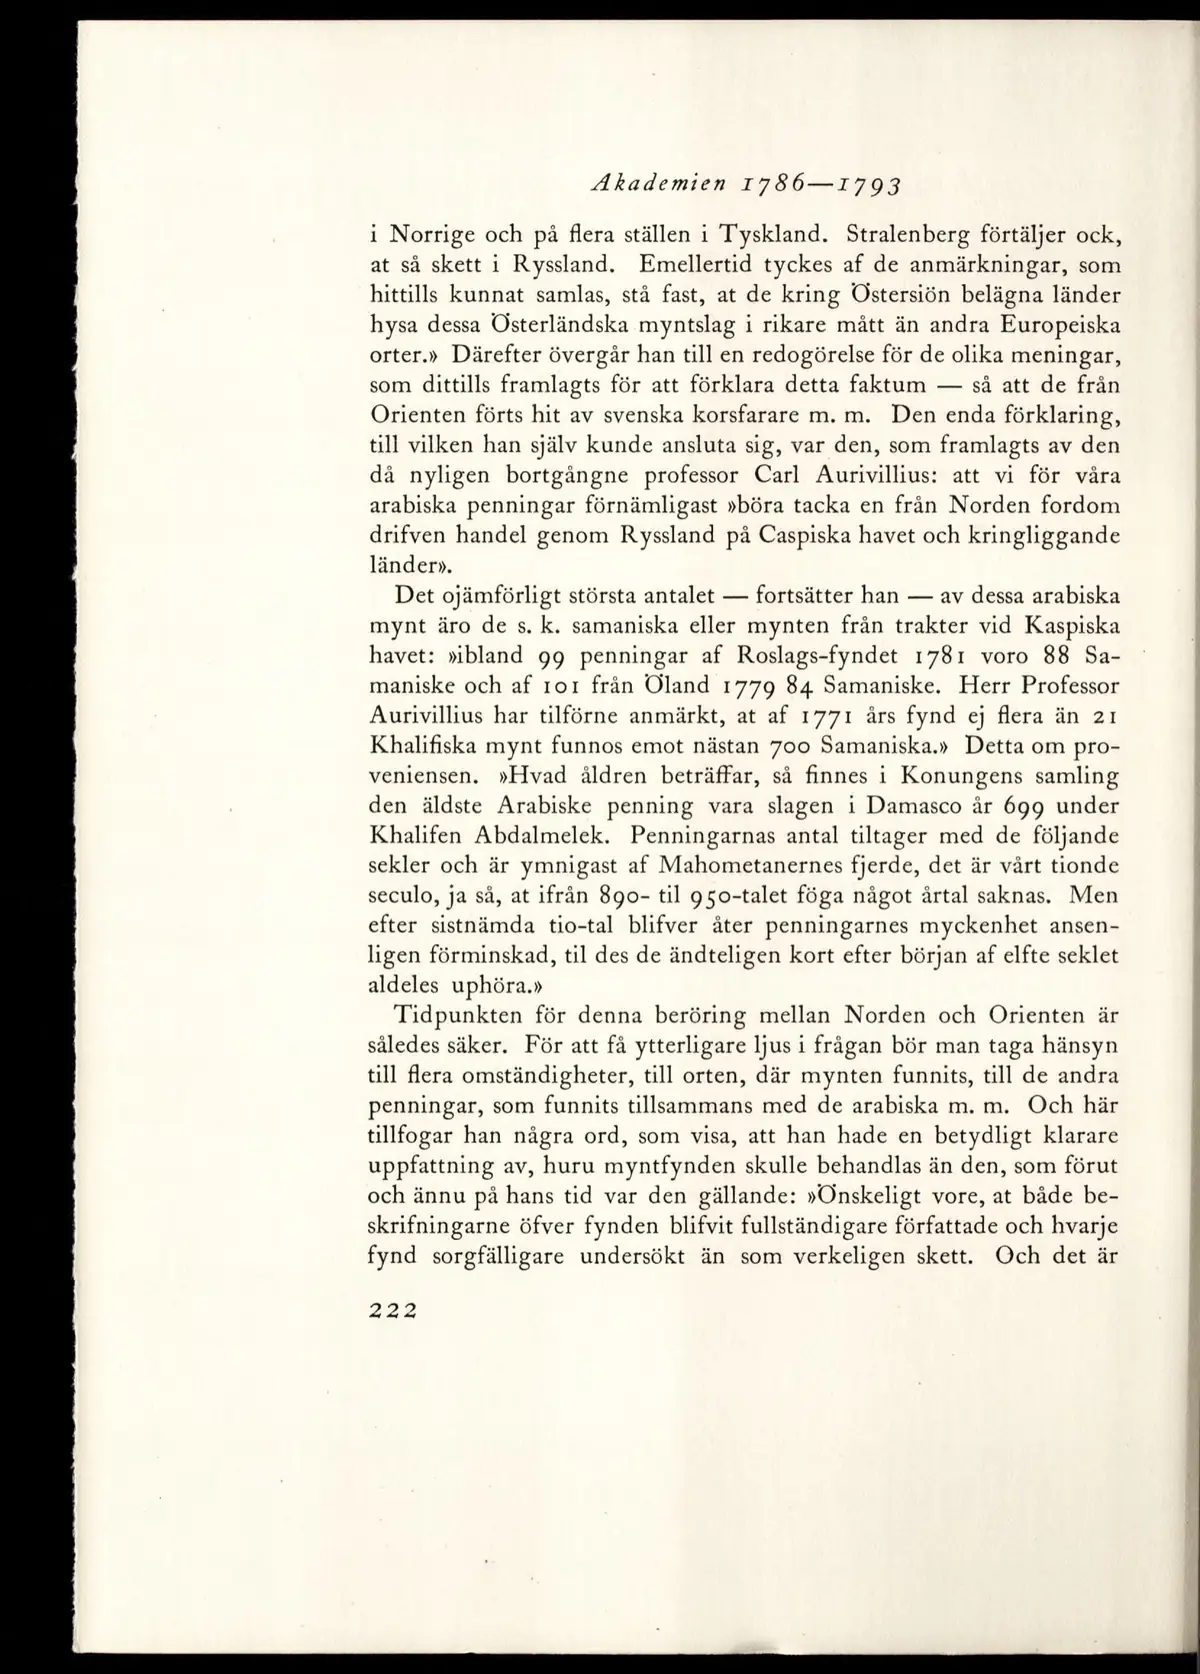 Akademien 1786—1793
i Norrige och på flera ställen i Tyskland. Stralenberg förtäljer ock,
at så skett i Ryssland. Emellertid tyckes af de anmärkningar, som
hittills kunnat samlas, stå fast, at de kring Östersiön belägna länder
hysa dessa Österländska myntslag i rikare mått än andra Europeiska
orter.» Därefter övergår han till en redogörelse för de olika meningar,
som dittills framlagts för att förklara detta faktum — så att de från
Orienten förts hit av svenska korsfarare m. m. Den enda förklaring,
till vilken han själv kunde ansluta sig, var den, som framlagts av den
då nyligen bortgångne professor Carl Aurivillius: att vi för våra
arabiska penningar förnämligast »böra tacka en från Norden fordom
drifven handel genom Ryssland på Caspiska havet och kringliggande
länder».
Det ojämförligt största antalet — fortsätter han — av dessa arabiska
mynt äro de s. k. samaniska eller mynten från trakter vid Kaspiska
havet: »ibland 99 penningar af Roslags-fyndet 1781 voro 88 Sa-
maniske och af 101 från Öland 1779 84 Samaniske. Herr Professor
Aurivillius har tilförne anmärkt, at af 1771 års fynd ej flera än 21
Khalifiska mynt funnos emot nästan 700 Samaniska.» Detta om pro-
veniensen. »Hvad åldren beträffar, så finnes i Konungens samling
den äldste Arabiske penning vara slagen i Damasco år 699 under
Khalifen Abdalmelek. Penningarnas antal tiltager med de följande
sekler och är ymnigast af Mahometanernes fjerde, det är vårt tionde
seculo, ja så, at ifrån 890- til 950-talet föga något årtal saknas. Men
efter sistnämda tio-tal blifver åter penningarnes myckenhet ansen-
ligen förminskad, til des de ändteligen kort efter början af elfte seklet
aldeles uphöra.»
Tidpunkten för denna beröring mellan Norden och Orienten är
således säker. För att få ytterligare ljus i frågan bör man taga hänsyn
till flera omständigheter, till orten, där mynten funnits, till de andra
penningar, som funnits tillsammans med de arabiska m. m. Och här
tillfogar han några ord, som visa, att han hade en betydligt klarare
uppfattning av, huru myntfynden skulle behandlas än den, som förut
och ännu på hans tid var den gällande: »Önskeligt vore, at både be-
skrifningarne öfver fynden blifvit fullständigare författade och hvarje
fynd sorgfälligare undersökt än som verkeligen skett. Och det är
222